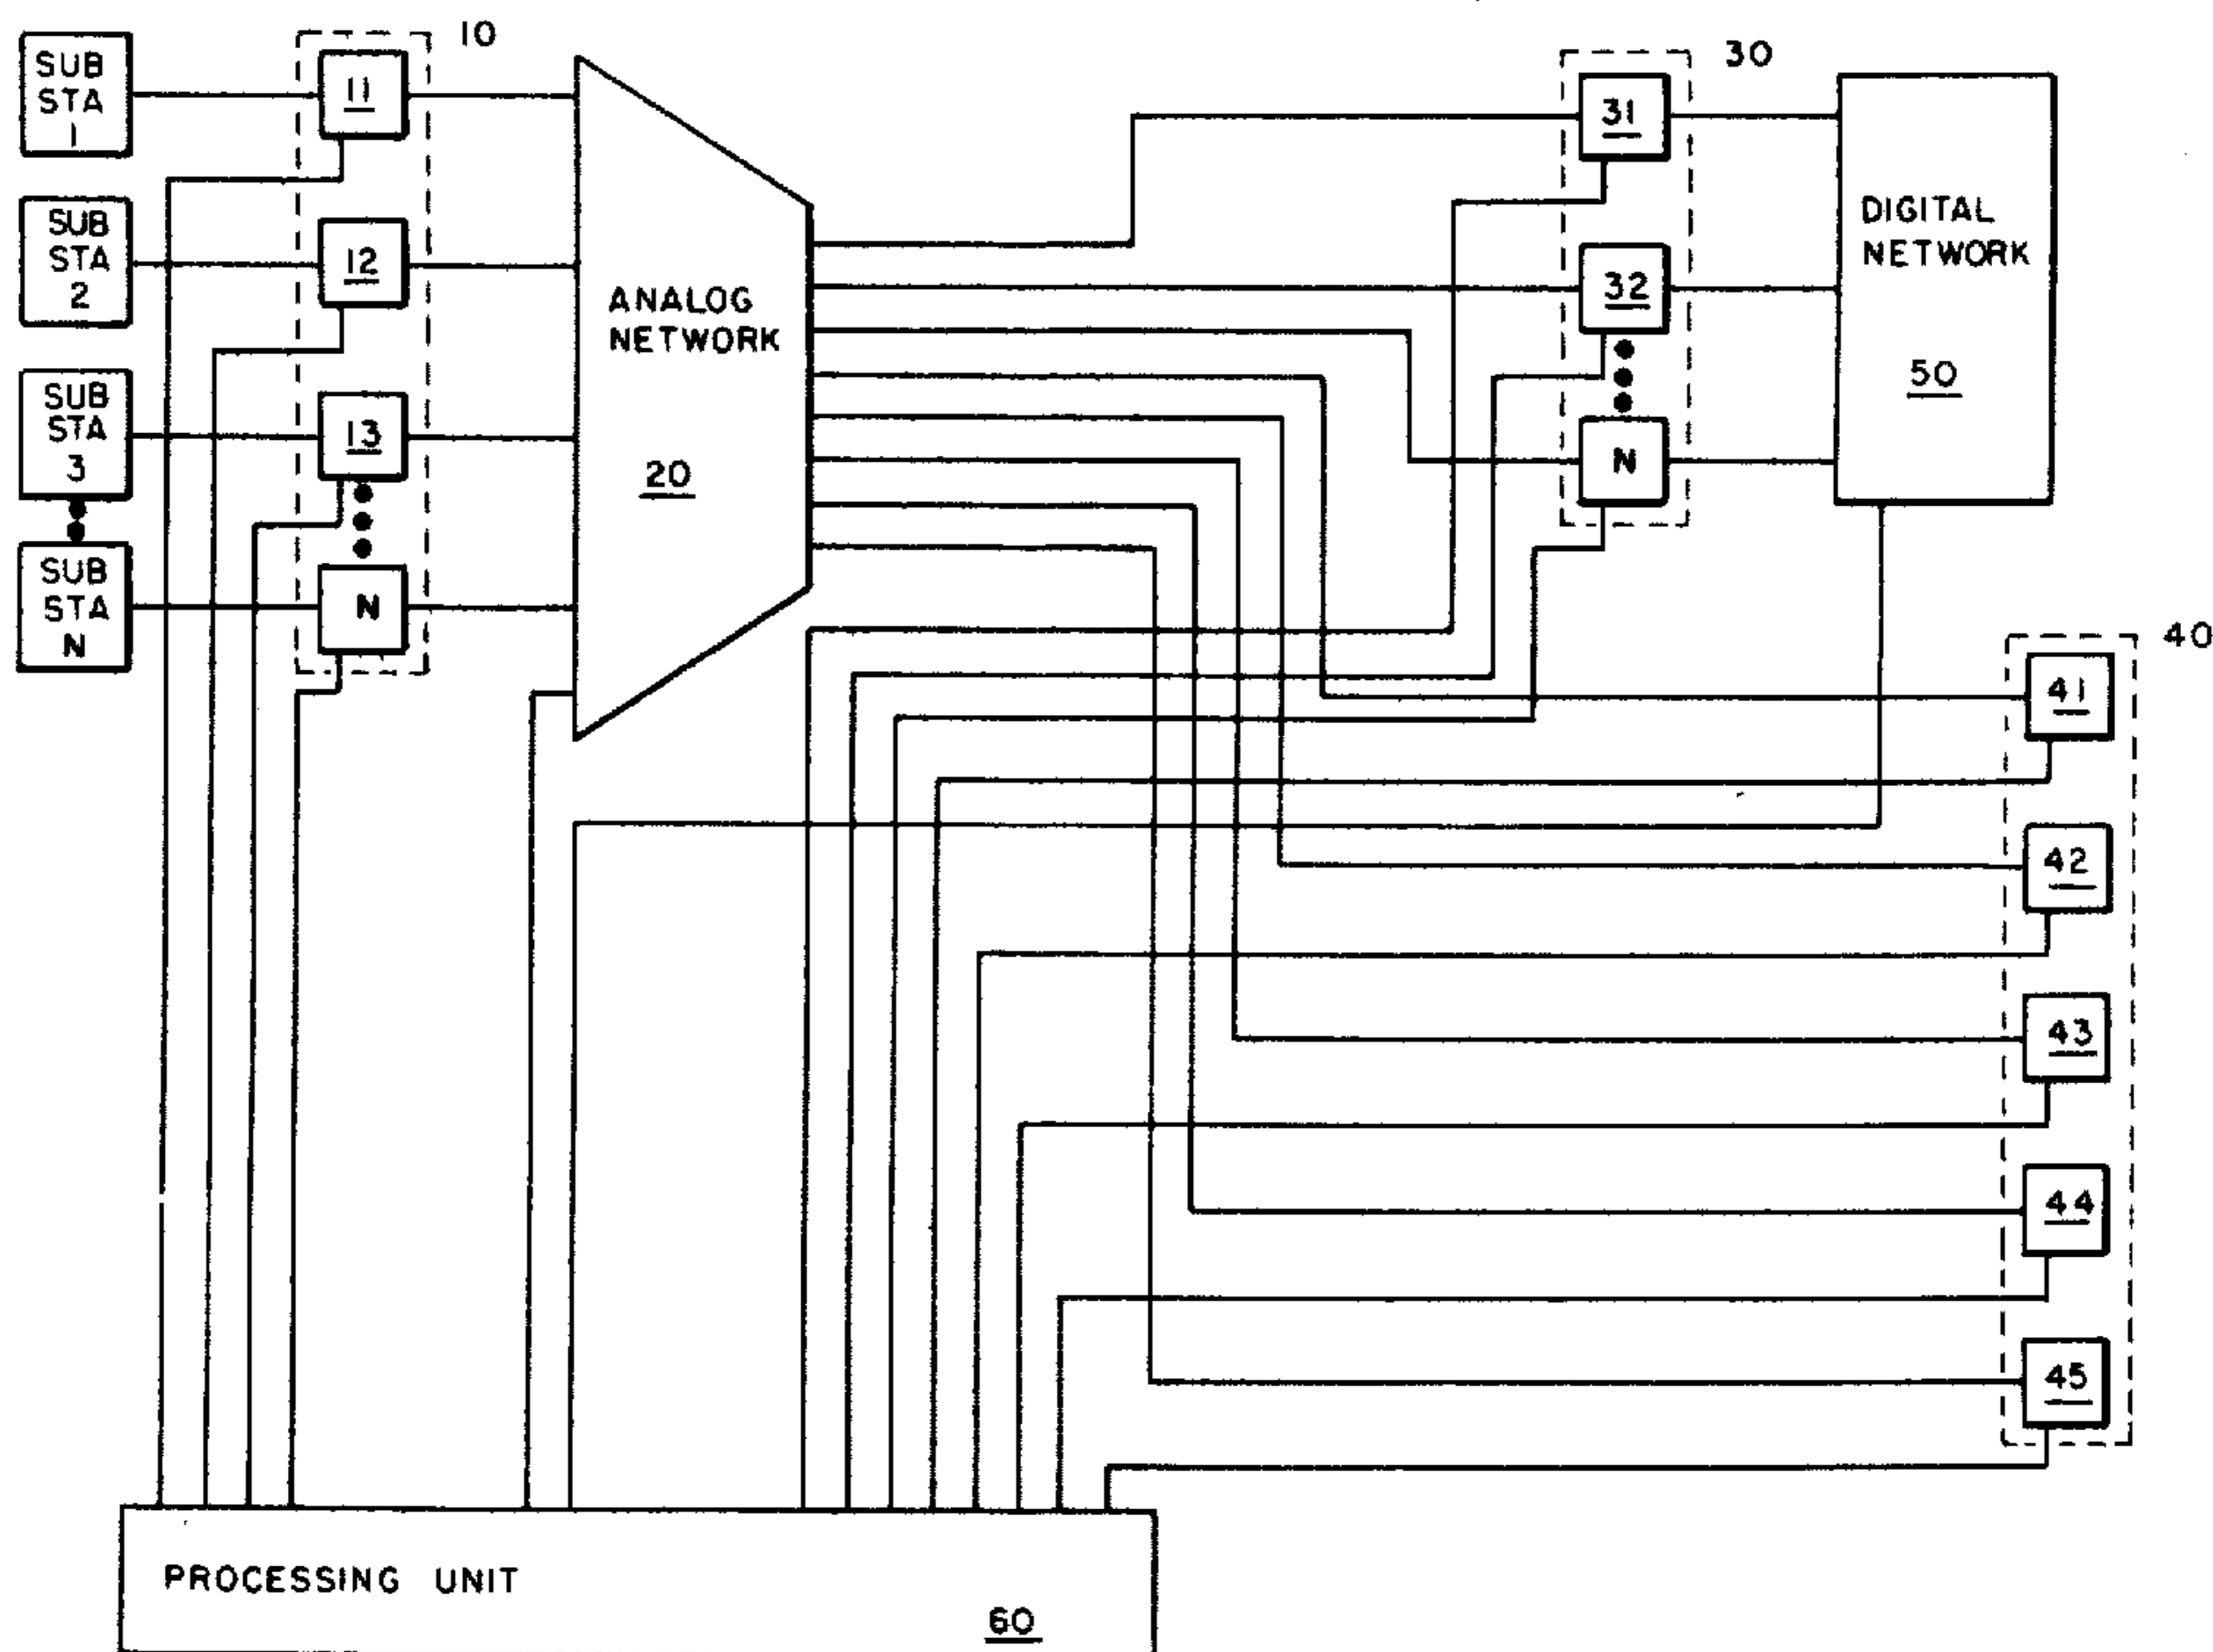 10
SUB
STA
1
11
SUB
STA
2
12
SUB
STA
3
13
SUB
STA
N
N
ANALOG
NETWORK
20
30
31
32
N
DIGITAL
NETWORK
50
40
41
42
43
44
45
PROCESSING UNIT
60